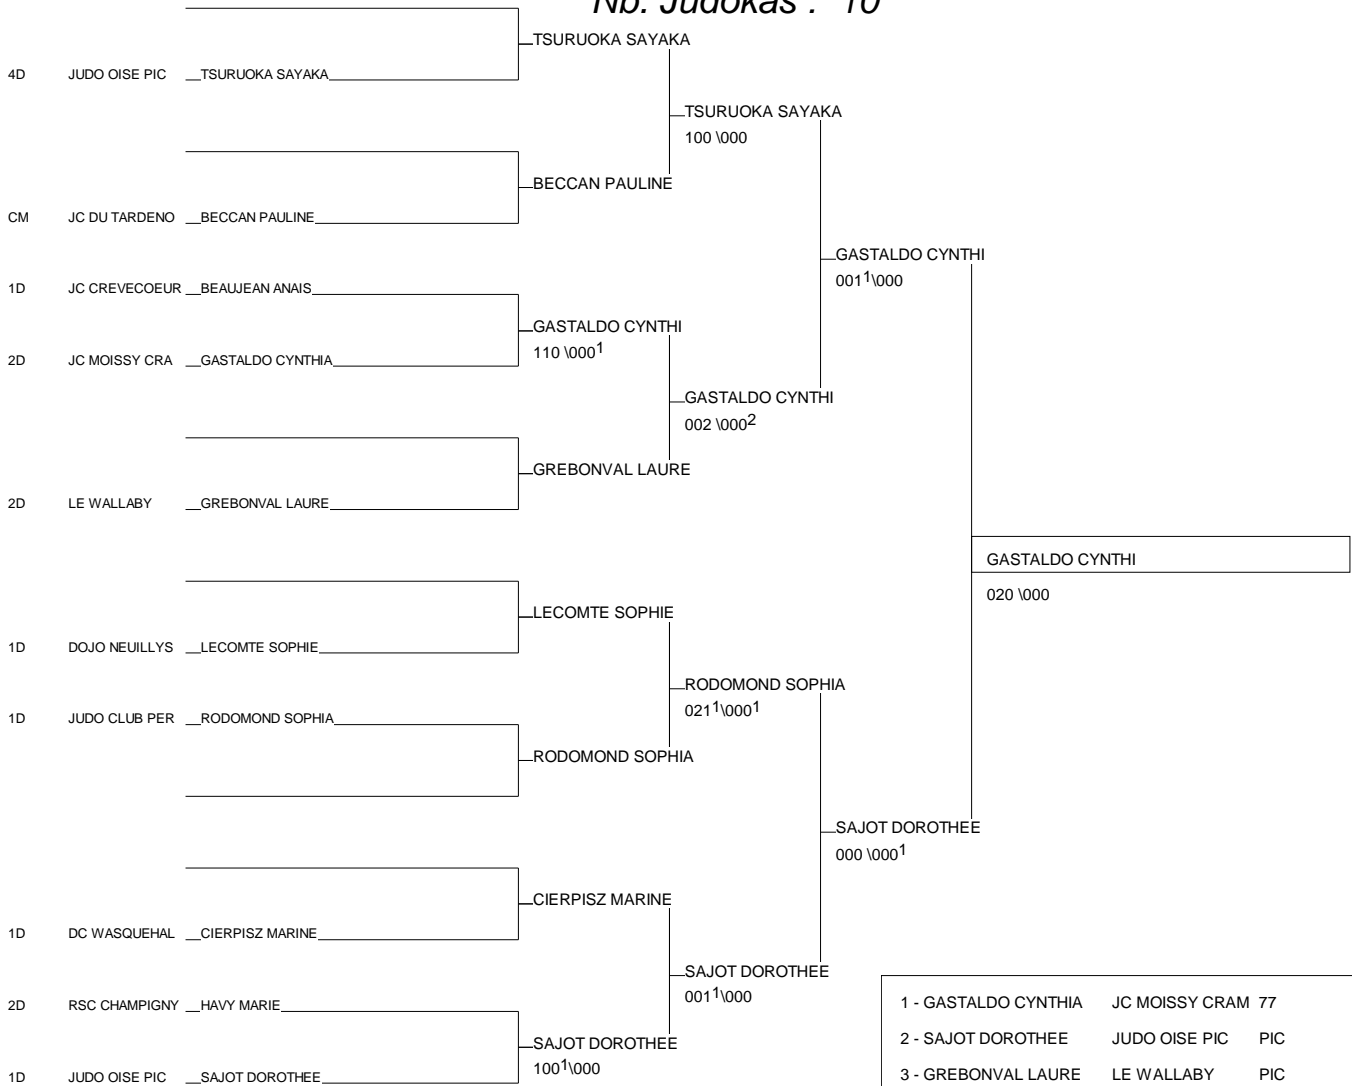 Nb. Judokas : 10
TSURUOKA SAYAKA
4D JUDO OISE PIC TSURUOKA SAYAKA
TSURUOKA SAYAKA
100 \000
BECCAN PAULINE
CM JC DU TARDENO BECCAN PAULINE
GASTALDO CYNTHI
001¹\000
1D JC CREVECOEUR BEAUJEAN ANAIS
GASTALDO CYNTHI
110 \000¹
2D JC MOISSY CRA GASTALDO CYNTHIA
GASTALDO CYNTHI
002 \000²
GREBONVAL LAURE
2D LE WALLABY GREBONVAL LAURE
GASTALDO CYNTHI
020 \000
LECOMTE SOPHIE
1D DOJO NEUILLYS LECOMTE SOPHIE
RODOMOND SOPHIA
021¹\000¹
1D JUDO CLUB PER RODOMOND SOPHIA
RODOMOND SOPHIA
SAJOT DOROTHEE
000 \000¹
CIERPISZ MARINE
1D DC WASQUEHAL CIERPISZ MARINE
SAJOT DOROTHEE
001¹\000
2D RSC CHAMPIGNY HAVY MARIE
SAJOT DOROTHEE
100¹\000
1D JUDO OISE PIC SAJOT DOROTHEE
1 - GASTALDO CYNTHIA JC MOISSY CRAM 77
2 - SAJOT DOROTHEE JUDO OISE PIC PIC
3 - GREBONVAL LAURE LE WALLABY PIC